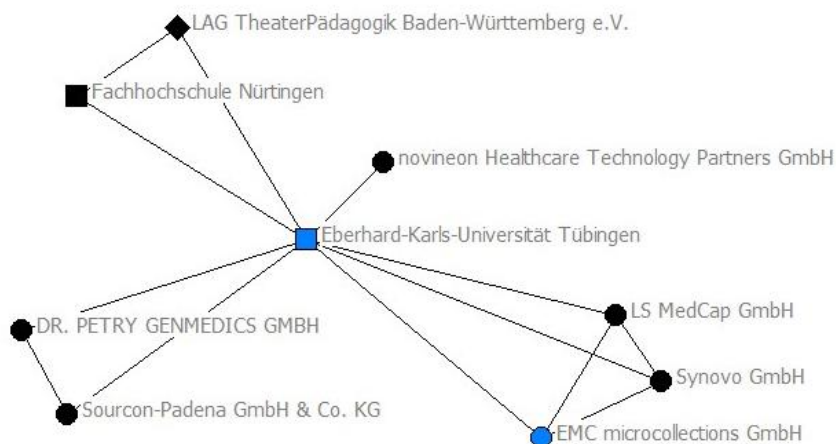 LAG TheaterPädagogik Baden-Württemberg e.V.
Fachhochschule Nürtingen
novineon Healthcare Technology Partners GmbH
Eberhard-Karls-Universität Tübingen
LS MedCap GmbH
DR. PETRY GENMEDICS GMBH
Synovo GmbH
Sourcon-Padena GmbH & Co. KG
EMC microcollections GmbH